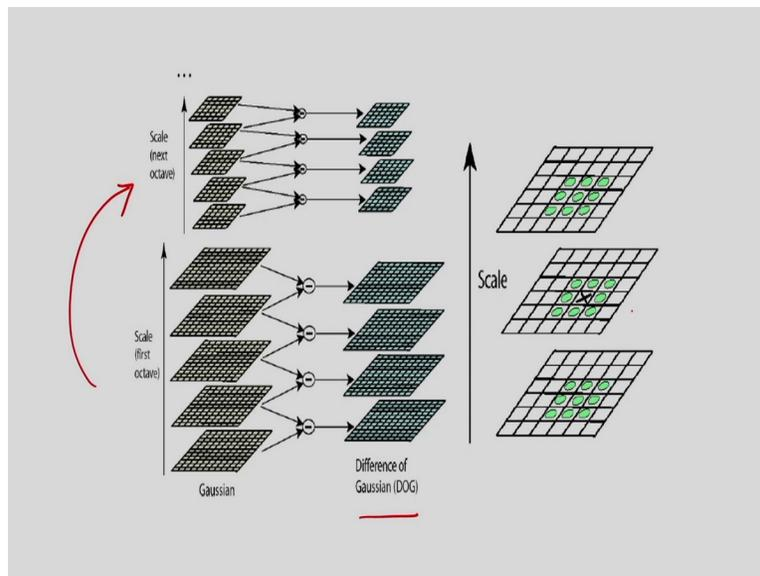 ...
Scale
(next
octave)
Scale
(first
octave)
Gaussian
Difference of
Gaussian (DOG)
Scale